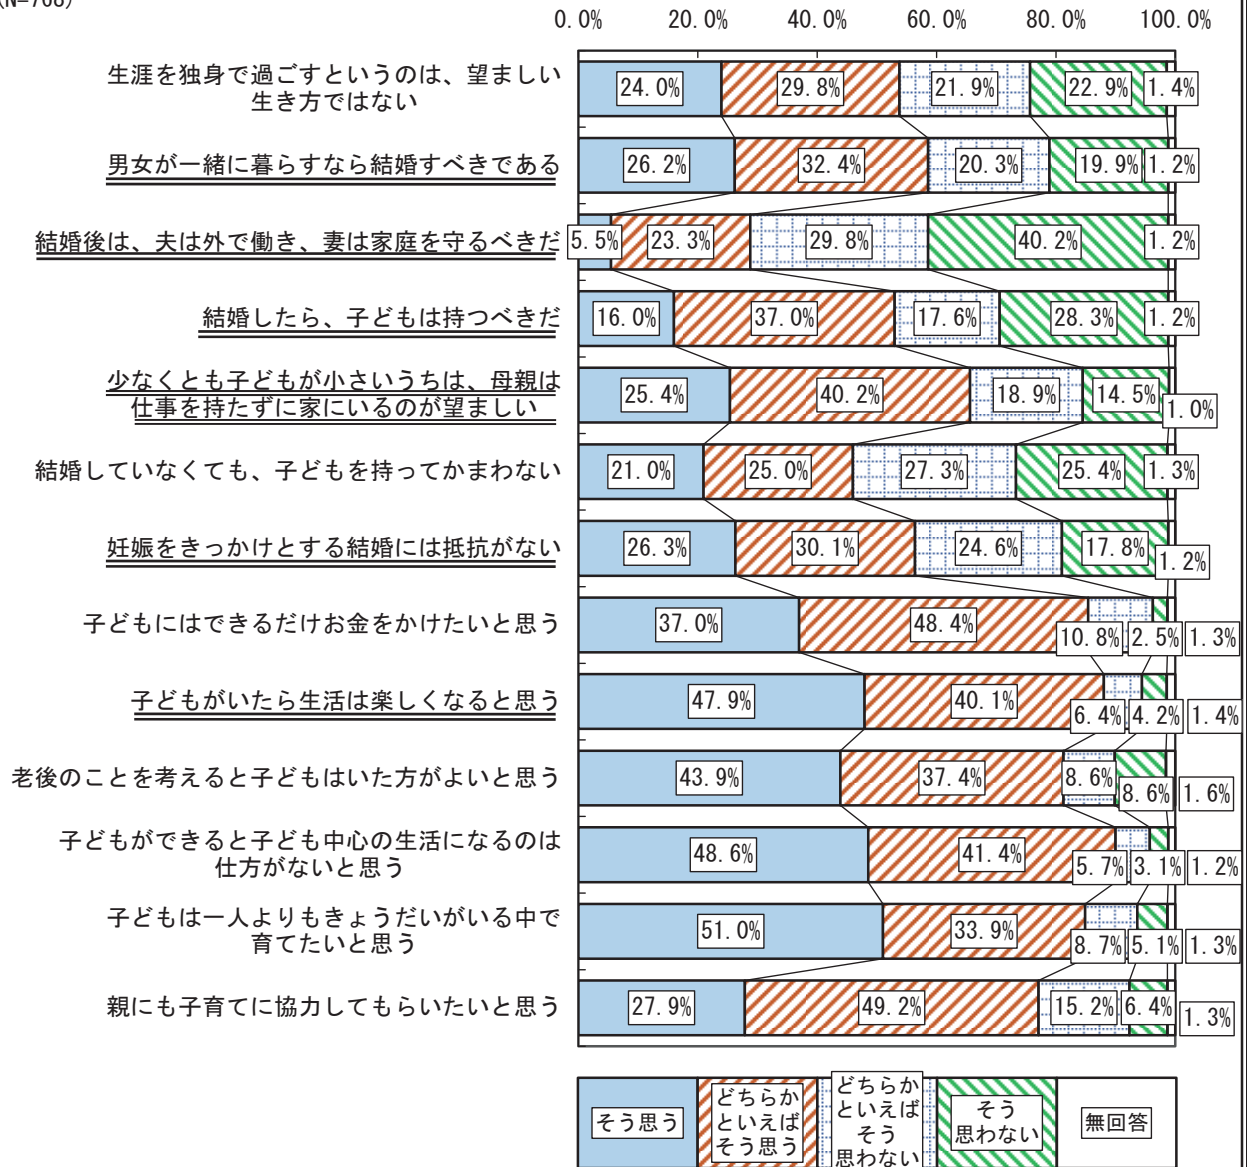 (N=768)
0.0% 20.0% 40.0% 60.0% 80.0% 100.0%
生涯を独身で過ごすというのは、望ましい
生き方ではない
24.0% 29.8% 21.9% 22.9% 1.4%
男女が一緒に暮らすなら結婚すべきである
26.2% 32.4% 20.3% 19.9% 1.2%
結婚後は、夫は外で働き、妻は家庭を守るべきだ
5.5% 23.3% 29.8% 40.2% 1.2%
結婚したら、子どもは持つべきだ
16.0% 37.0% 17.6% 28.3% 1.2%
少なくとも子どもが小さいうちは、母親は
仕事を持たずに家にいるのが望ましい
25.4% 40.2% 18.9% 14.5% 1.0%
結婚していなくても、子どもを持ってかまわない
21.0% 25.0% 27.3% 25.4% 1.3%
妊娠をきっかけとする結婚には抵抗がない
26.3% 30.1% 24.6% 17.8% 1.2%
子どもにはできるだけお金をかけたいと思う
37.0% 48.4% 10.8% 2.5% 1.3%
子どもがいたら生活は楽しくなると思う
47.9% 40.1% 6.4% 4.2% 1.4%
老後のことを考えると子どもはいた方がよいと思う
43.9% 37.4% 8.6% 8.6% 1.6%
子どもができると子ども中心の生活になるのは
仕方がないと思う
48.6% 41.4% 5.7% 3.1% 1.2%
子どもは一人よりもきょうだいがいる中で
育てたいと思う
51.0% 33.9% 8.7% 5.1% 1.3%
親にも子育てに協力してもらいたいと思う
27.9% 49.2% 15.2% 6.4% 1.3%
そう思う
どちらか
といえば
そう思う
どちらか
といえば
そう
思わない
そう
思わない
無回答